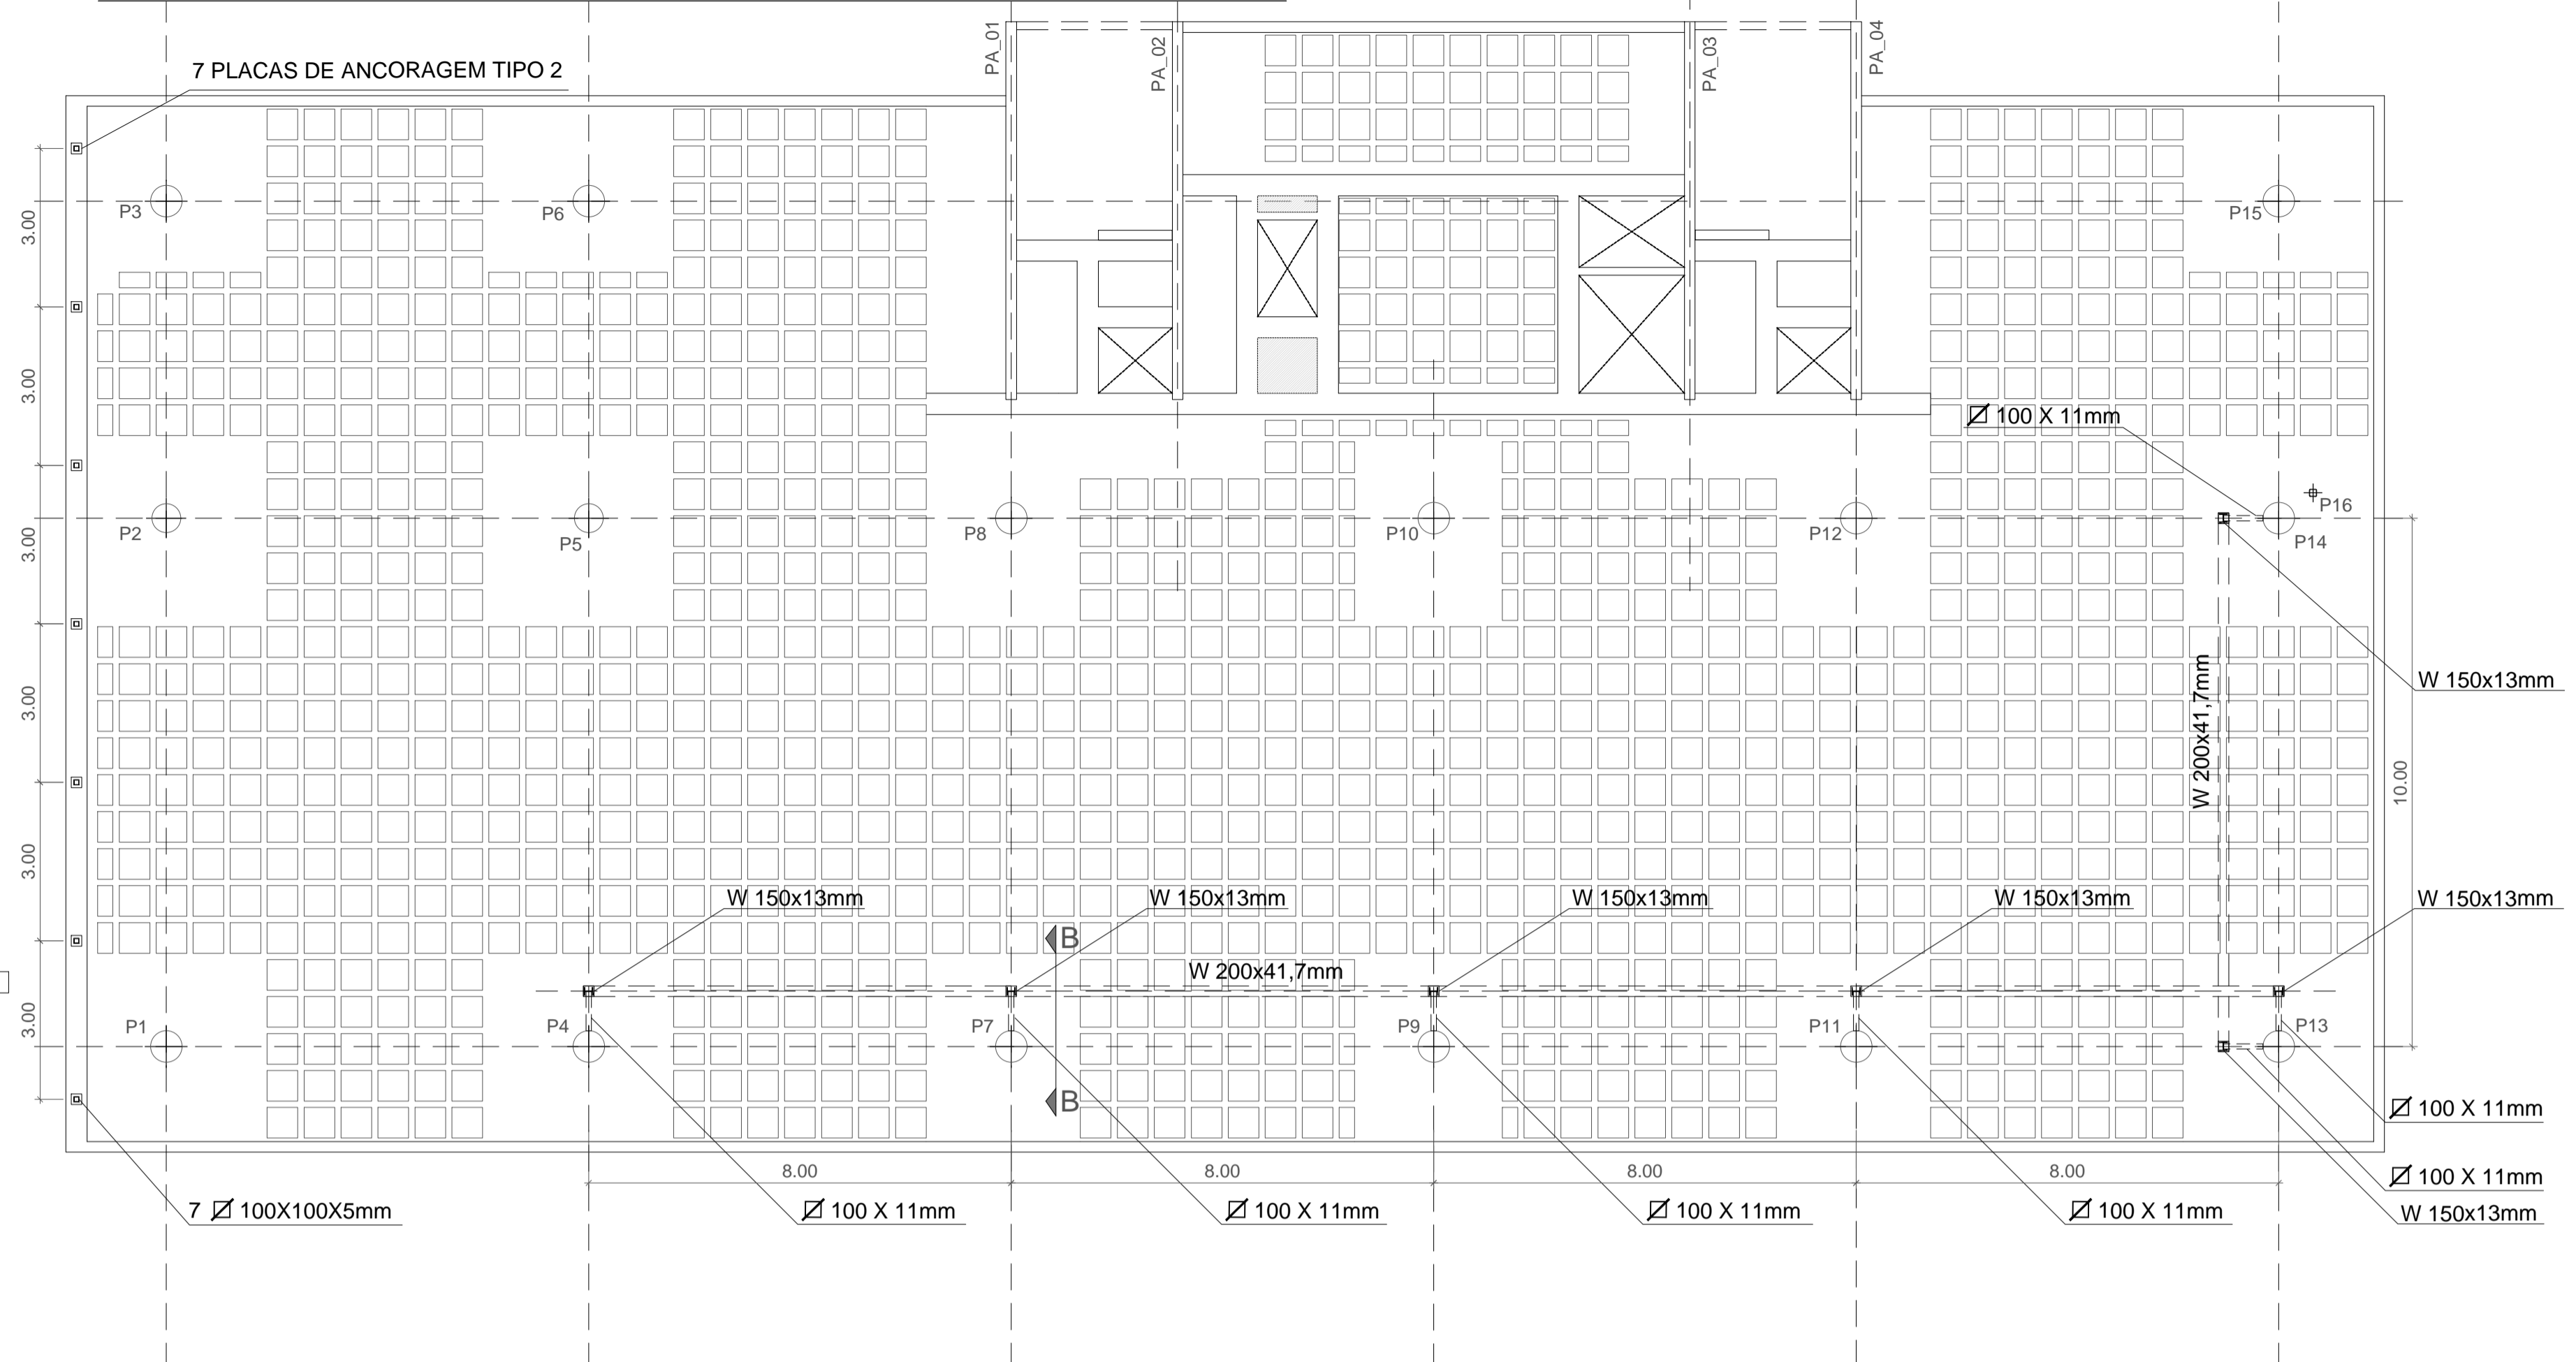 PA_01
PA_02
PA_03
PA_04
7 PLACAS DE ANCORAGEM TIPO 2
P3
P6
P15
3.00
3.00
100 X 11mm
P16
P2
P5
P8
P10
P12
P14
3.00
W 150x13mm
3.00
W 200x41,7mm
10.00
3.00
W 150x13mm
W 150x13mm
W 150x13mm
W 150x13mm
W 150x13mm
B
W 200x41,7mm
3.00
P1
P4
P7
P9
P11
P13
B
100 X 11mm
8.00
8.00
8.00
8.00
100 X 11mm
7 100X100X5mm
100 X 11mm
100 X 11mm
100 X 11mm
100 X 11mm
W 150x13mm